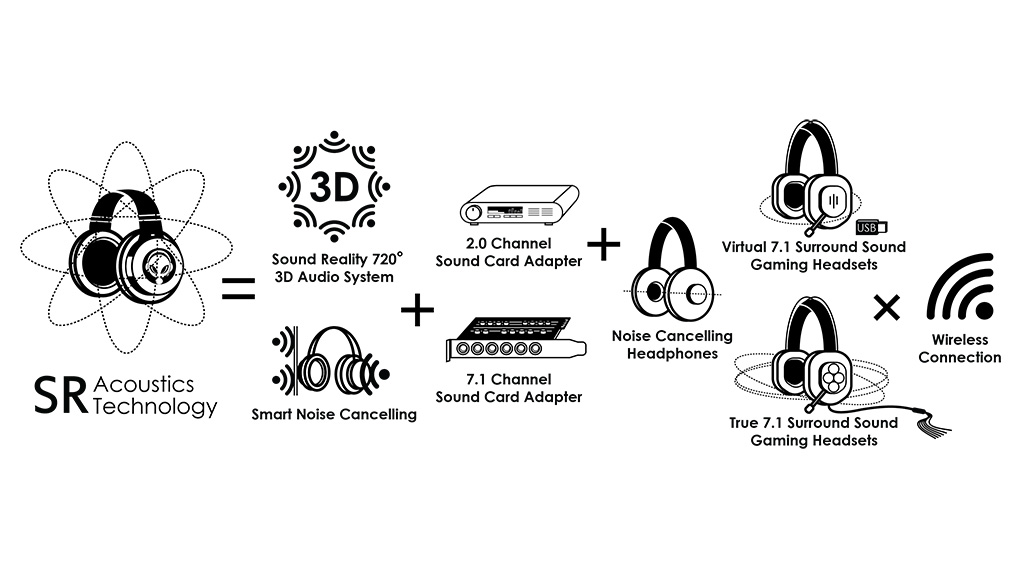 SR Acoustics
Technology
=
3D
Sound Reality 720°
3D Audio System
Smart Noise Cancelling
+
2.0 Channel
Sound Card Adapter
7.1 Channel
Sound Card Adapter
+
Noise Cancelling
Headphones
USB
Virtual 7.1 Surround Sound
Gaming Headsets
True 7.1 Surround Sound
Gaming Headsets
×
Wireless
Connection